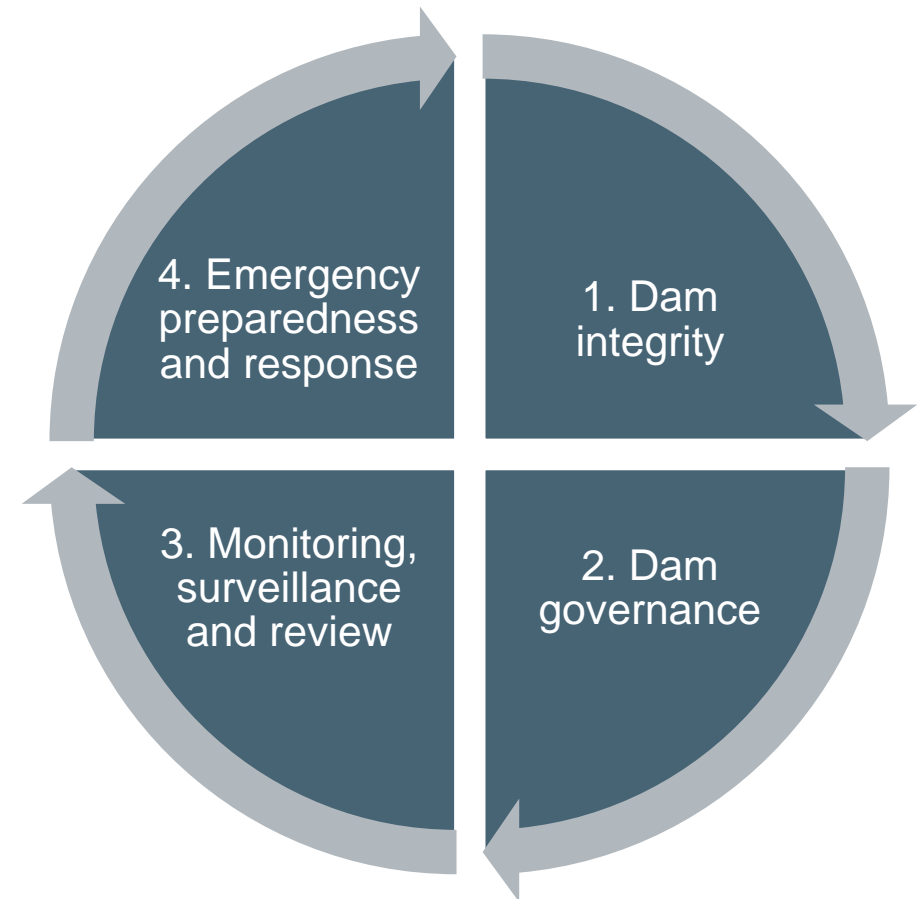 1. Dam
integrity
2. Dam
governance
3. Monitoring,
surveillance
and review
4. Emergency
preparedness
and response